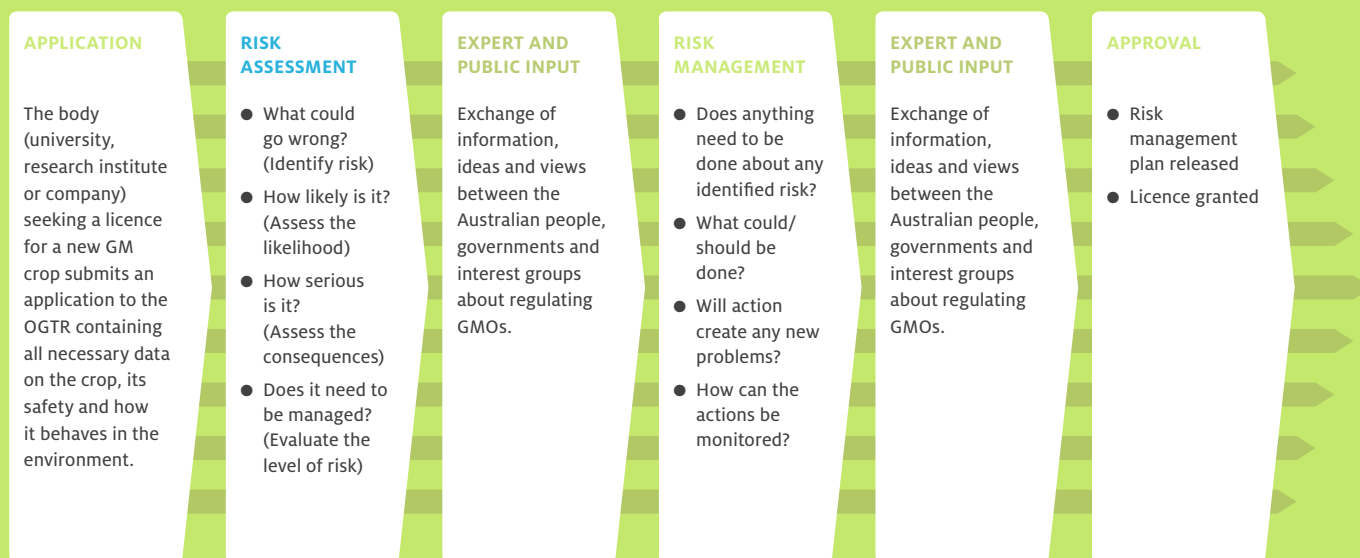 APPLICATION
The body
(university,
research institute
or company)
seeking a licence
for a new GM
crop submits an
application to the
OGTR containing
all necessary data
on the crop, its
safety and how
it behaves in the
environment.
RISK
ASSESSMENT
● What could
go wrong?
(Identify risk)
● How likely is it?
(Assess the
likelihood)
● How serious
is it?
(Assess the
consequences)
● Does it need to
be managed?
(Evaluate the
level of risk)
EXPERT AND
PUBLIC INPUT
Exchange of
information,
ideas and views
between the
Australian people,
governments and
interest groups
about regulating
GMOs.
RISK
MANAGEMENT
● Does anything
need to be
done about any
identified risk?
● What could/
should be
done?
● Will action
create any new
problems?
● How can the
actions be
monitored?
EXPERT AND
PUBLIC INPUT
Exchange of
information,
ideas and views
between the
Australian people,
governments and
interest groups
about regulating
GMOs.
APPROVAL
● Risk
management
plan released
● Licence granted